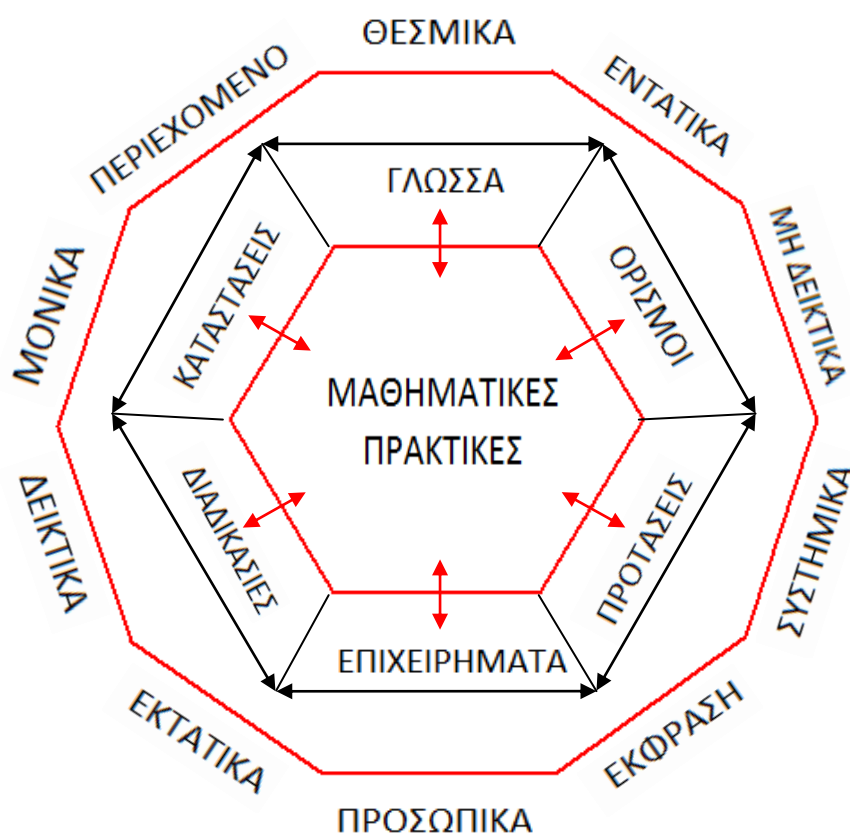 ΘΕΣΜΙΚΑ
ΠΕΡΙΕΧΟΜΕΝΟ
ΕΝΤΑΤΙΚΑ
ΓΛΩΣΣΑ
ΜΟΝΙΚΑ
ΚΑΤΑΣΤΑΣΕΙΣ
ΟΡΙΣΜΟΙ
ΜΗ ΔΕΙΚΤΙΚΑ
ΜΑΘΗΜΑΤΙΚΕΣ
ΠΡΑΚΤΙΚΕΣ
ΔΕΙΚΤΙΚΑ
ΔΙΑΔΙΚΑΣΙΕΣ
ΠΡΟΤΑΣΕΙΣ
ΣΥΣΤΗΜΙΚΑ
ΕΠΙΧΕΙΡΗΜΑΤΑ
ΕΚΤΑΤΙΚΑ
ΕΚΦΡΑΣΗ
ΠΡΟΣΩΠΙΚΑ